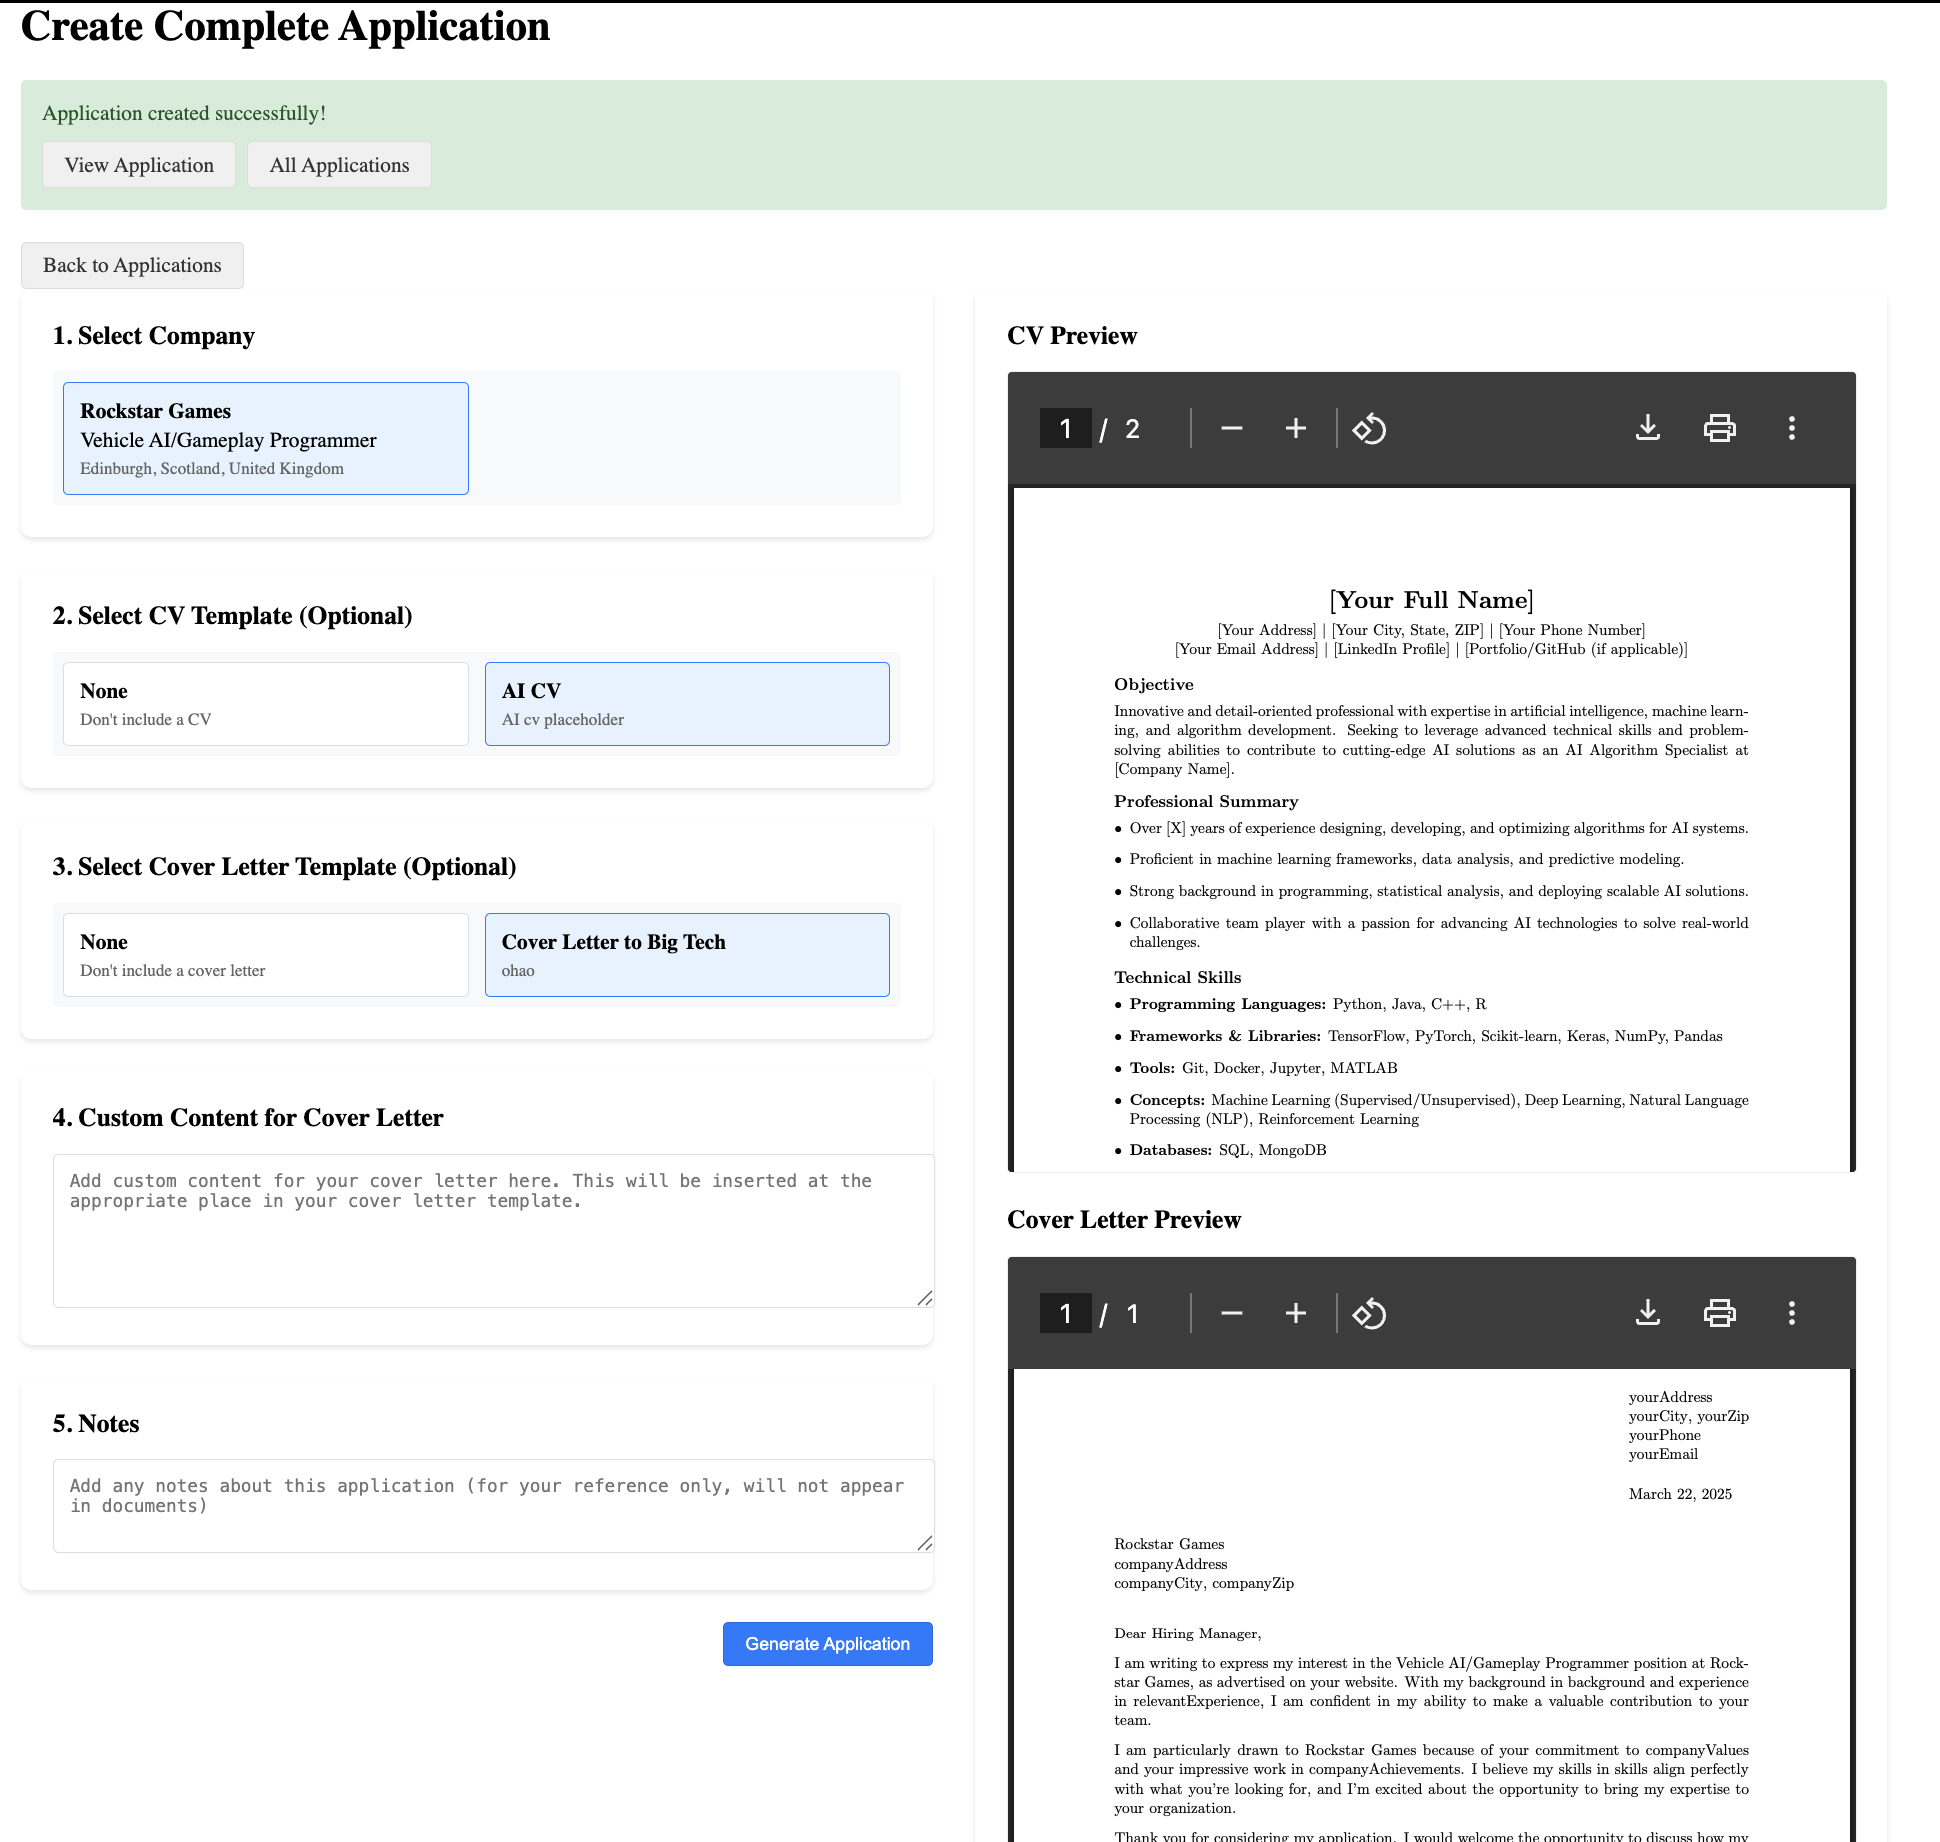 Create Complete Application
Application created successfully!
View Application
All Applications
Back to Applications
1. Select Company
Rockstar Games
Vehicle AI/Gameplay Programmer
Edinburgh, Scotland, United Kingdom
2. Select CV Template (Optional)
None
Don't include a CV
AI CV
AI cv placeholder
3. Select Cover Letter Template (Optional)
None
Don't include a cover letter
Cover Letter to Big Tech
ohao
4. Custom Content for Cover Letter
Add custom content for your cover letter here. This will be inserted at the
appropriate place in your cover letter template.
5. Notes
Add any notes about this application (for your reference only, will not appear
in documents)
Generate Application
CV Preview
1 / 2
[Your Full Name]
[Your Address] | [Your City, State, ZIP] | [Your Phone Number]
[Your Email Address] | [LinkedIn Profile] | [Portfolio/GitHub (if applicable)]
Objective
Innovative and detail-oriented professional with expertise in artificial intelligence, machine learn-
ing, and algorithm development. Seeking to leverage advanced technical skills and problem-
solving abilities to contribute to cutting-edge AI solutions as an AI Algorithm Specialist at
[Company Name].
Professional Summary
• Over [X] years of experience designing, developing, and optimizing algorithms for AI systems.
• Proficient in machine learning frameworks, data analysis, and predictive modeling.
• Strong background in programming, statistical analysis, and deploying scalable AI solutions.
• Collaborative team player with a passion for advancing AI technologies to solve real-world
challenges.
Technical Skills
• Programming Languages: Python, Java, C++, R
• Frameworks & Libraries: TensorFlow, PyTorch, Scikit-learn, Keras, NumPy, Pandas
• Tools: Git, Docker, Jupyter, MATLAB
• Concepts: Machine Learning (Supervised/Unsupervised), Deep Learning, Natural Language
Processing (NLP), Reinforcement Learning
• Databases: SQL, MongoDB
Cover Letter Preview
1 / 1
yourAddress
yourCity, yourZip
yourPhone
yourEmail
March 22, 2025
Rockstar Games
companyAddress
companyCity, companyZip
Dear Hiring Manager,
I am writing to express my interest in the Vehicle AI/Gameplay Programmer position at Rock-
star Games, as advertised on your website. With my background in background and experience
in relevantExperience, I am confident in my ability to make a valuable contribution to your
team.
I am particularly drawn to Rockstar Games because of your commitment to companyValues
and your impressive work in companyAchievements. I believe my skills in skills align perfectly
with what you're looking for, and I'm excited about the opportunity to bring my expertise to
your organization.
Thank you for considering my application. I would welcome the opportunity to discuss how my